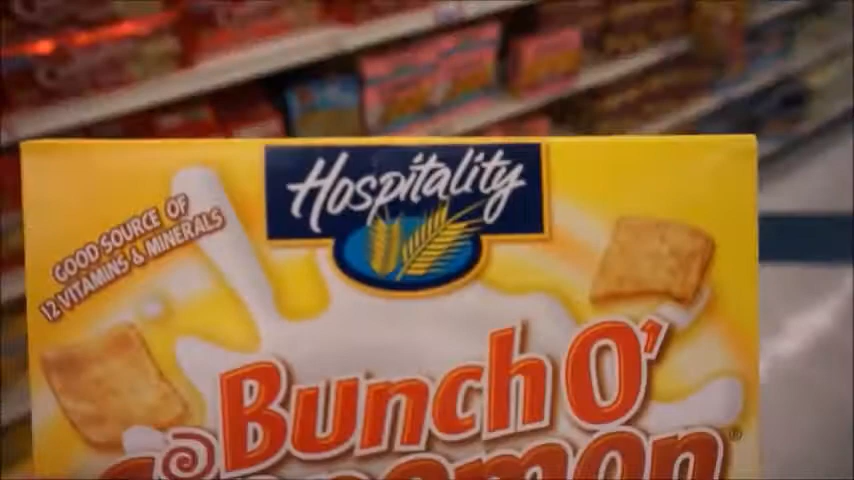 Hospitality
GOOD SOURCE OF
12 VITAMINS & MINERALS
BUNCH O'